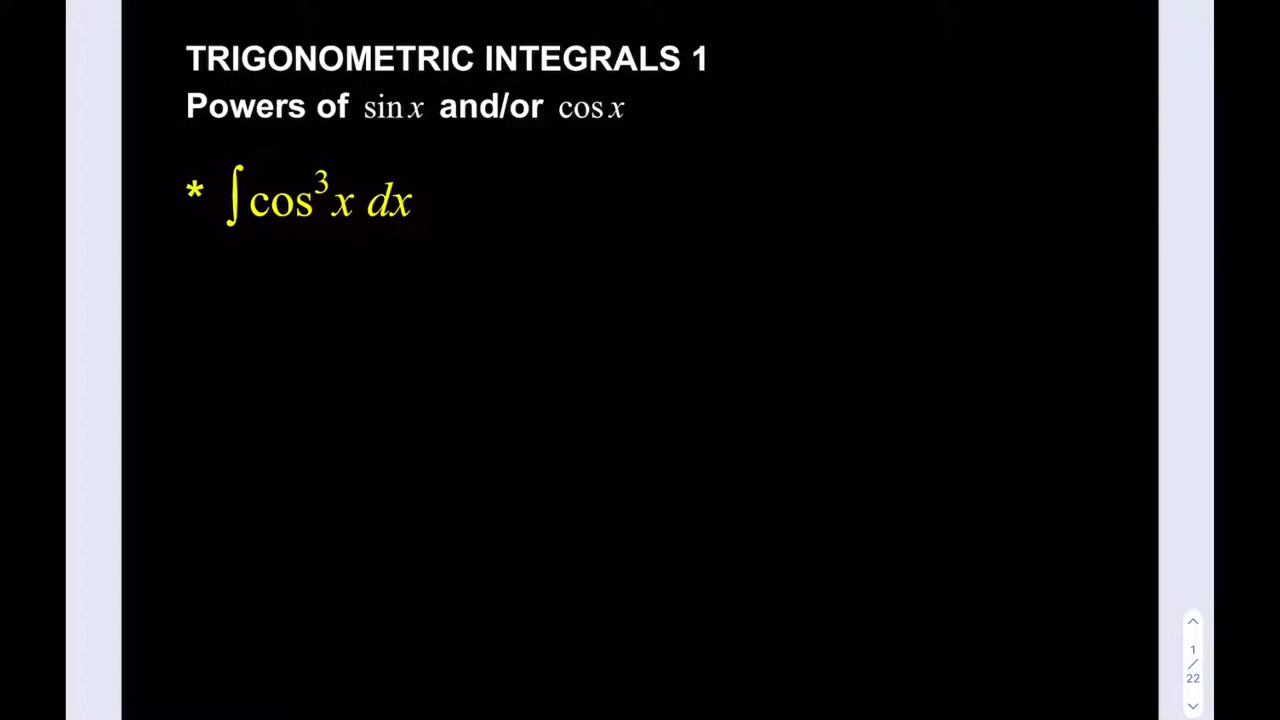 TRIGONOMETRIC INTEGRALS 1
Powers of sin x and/or cos x
* ∫cos³x dx
1
/
22